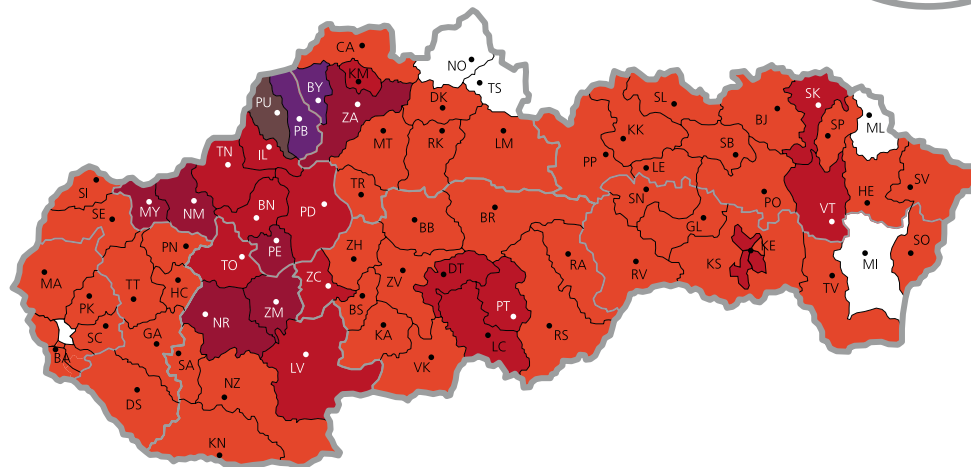 CA
NO
KM
TS
BY
PU
PB
ZA
DK
SL
SK
BJ
ML
SP
TN
IL
MT
RK
LM
KK
SB
PP
LE
SI
MY
NM
BN
PD
TR
SN
PO
HE
SV
SE
BB
BR
GL
VT
PN
PE
ZH
SO
TO
ZC
ZV
DT
RA
RV
KS
KE
MI
MA
TT
HC
TV
PK
NR
ZM
BS
PT
SC
GA
KA
RS
BA
SA
LV
VK
LC
NZ
DS
KN